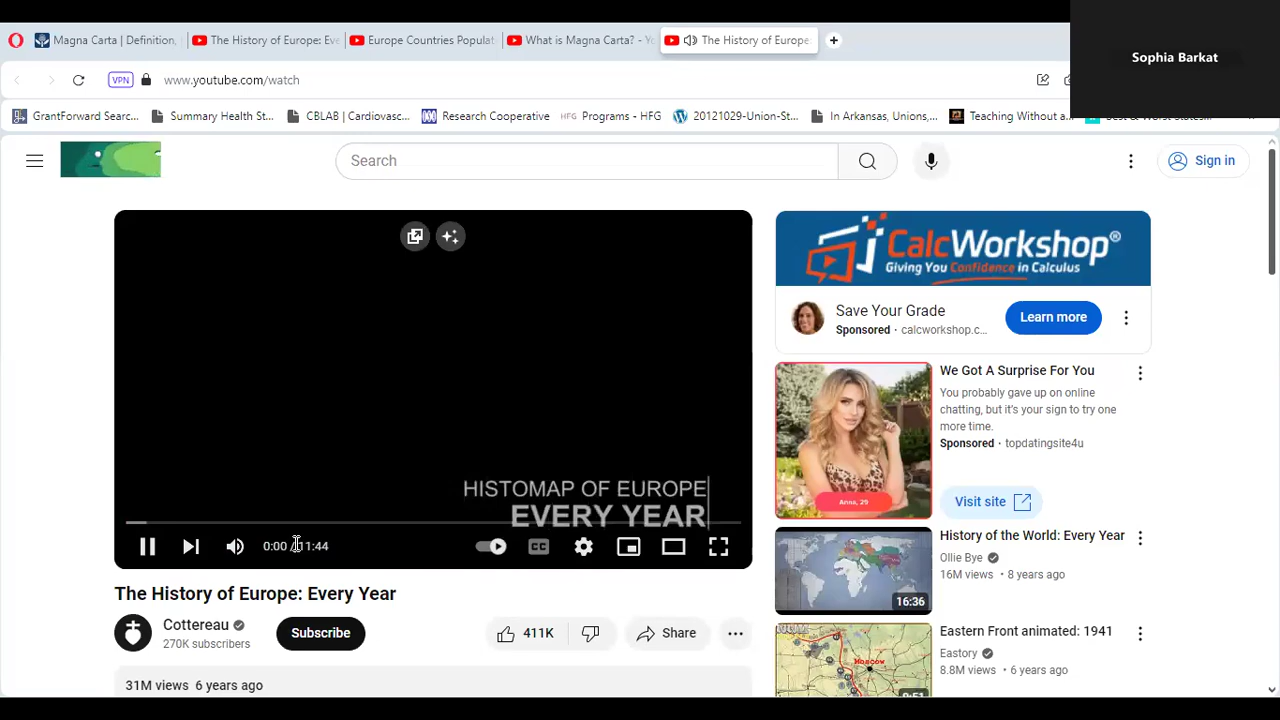 Magna Carta | Definition,
The History of Europe: Eve
Europe Countries Populat
What is Magna Carta? - Yo
The History of Europe:
Sophia Barkat
VPN
www.youtube.com/watch
GrantForward Searc...
Summary Health St...
CBLAB | Cardiovasc...
Research Cooperative
HFG Programs - HFG
20121029-Union-St...
In Arkansas, Unions,...
Teaching Without a...
Search
Sign in
HISTOMAP OF EUROPE
EVERY YEAR
0:00 / 11:44
CC
The History of Europe: Every Year
Cottereau
270K subscribers
Subscribe
411K
Share
31M views 6 years ago
CalcWorkshop®
Giving You Confidence in Calculus
Save Your Grade
Sponsored · calcworkshop.c...
Learn more
We Got A Surprise For You
You probably gave up on online
chatting, but it's your sign to try one
more time.
Sponsored · topdatingsite4u
Anna, 29
Visit site
History of the World: Every Year
Ollie Bye
16M views · 8 years ago
16:36
Eastern Front animated: 1941
Eastory
8.8M views · 6 years ago
Moscow